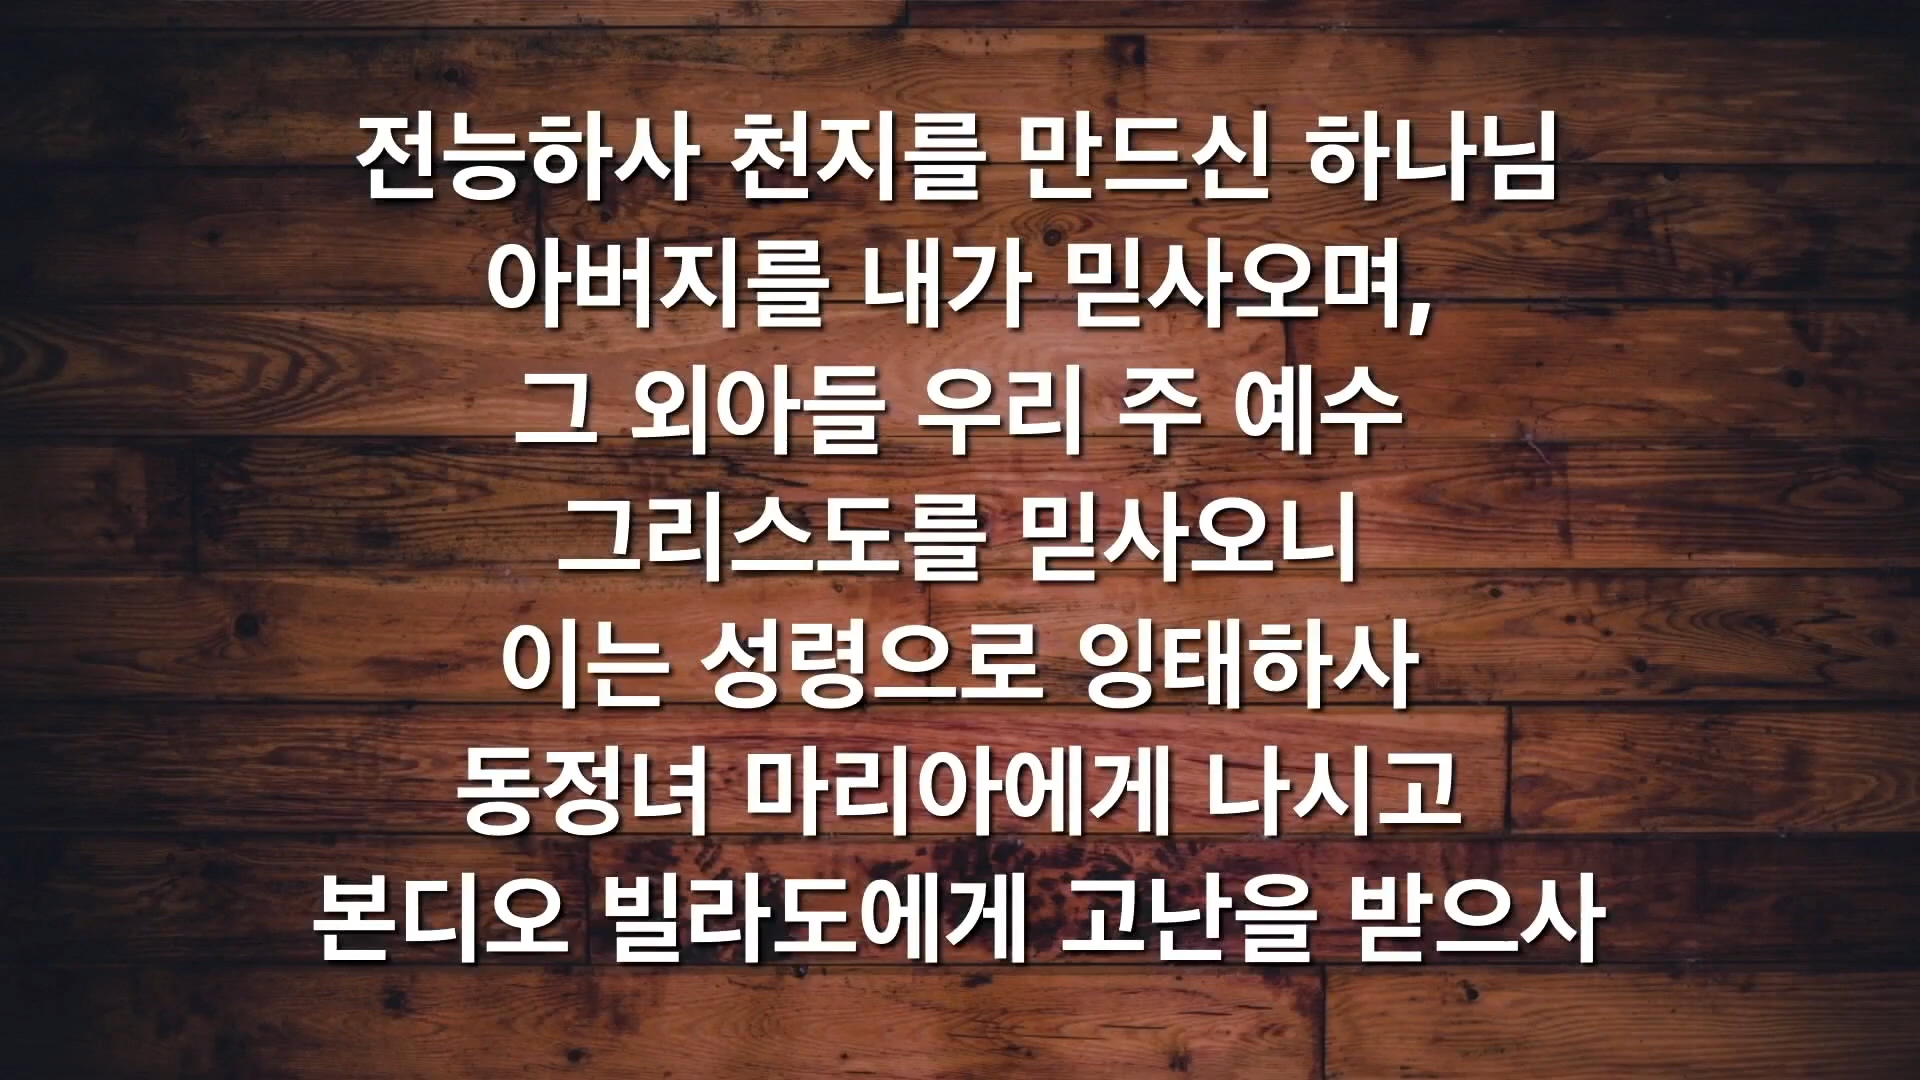 전능하사 천지를 만드신 하나님
아버지를 내가 믿사오며,
그 외아들 우리 주 예수
그리스도를 믿사오니
이는 성령으로 잉태하사
동정녀 마리아에게 나시고
본디오 빌라도에게 고난을 받으사